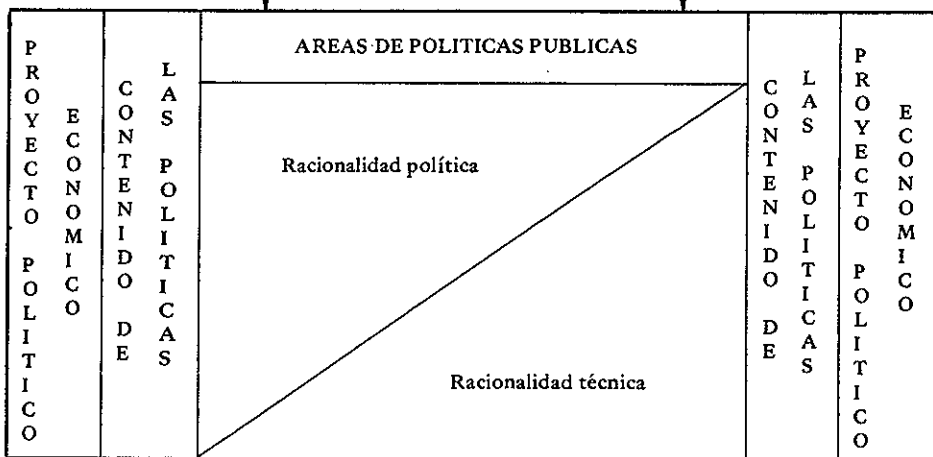 PROYECTO POLITICO
ECONOMICO
CONTENIDO DE
LAS POLITICAS
AREAS DE POLITICAS PUBLICAS
Racionalidad política
Racionalidad técnica
CONTENIDO DE
LAS POLITICAS
PROYECTO POLITICO
ECONOMICO